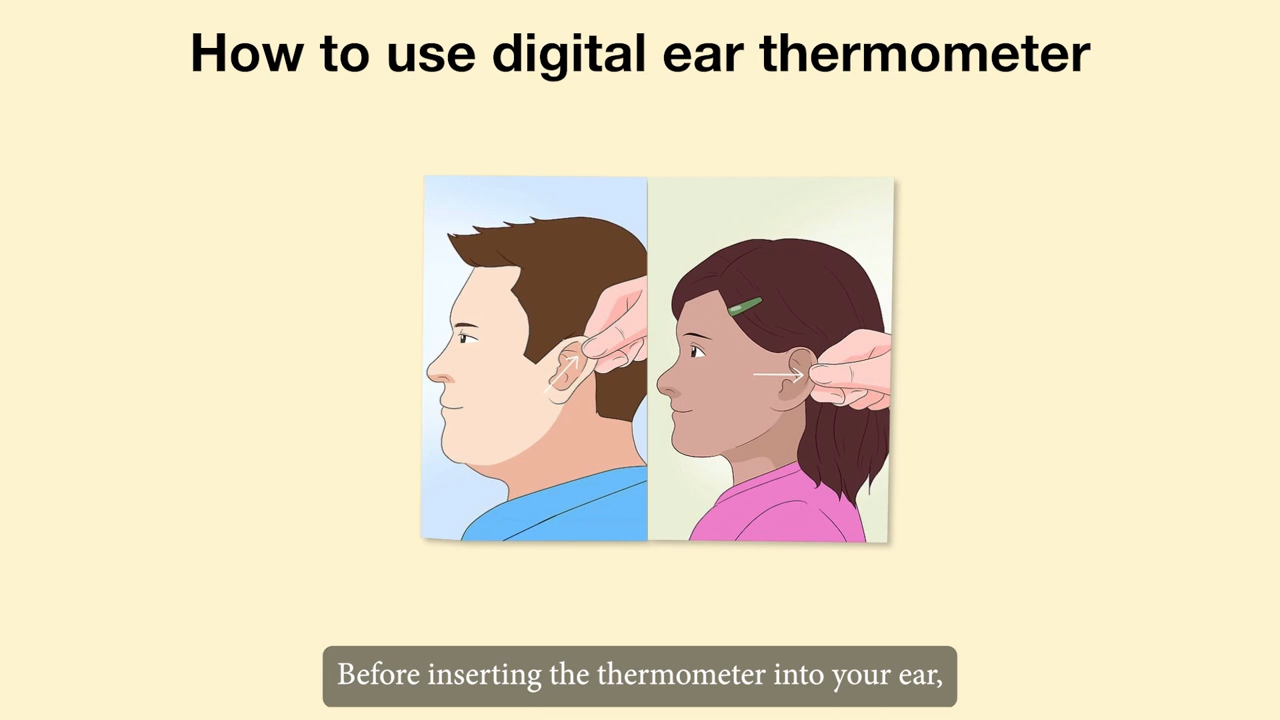 How to use digital ear thermometer
Before inserting the thermometer into your ear,